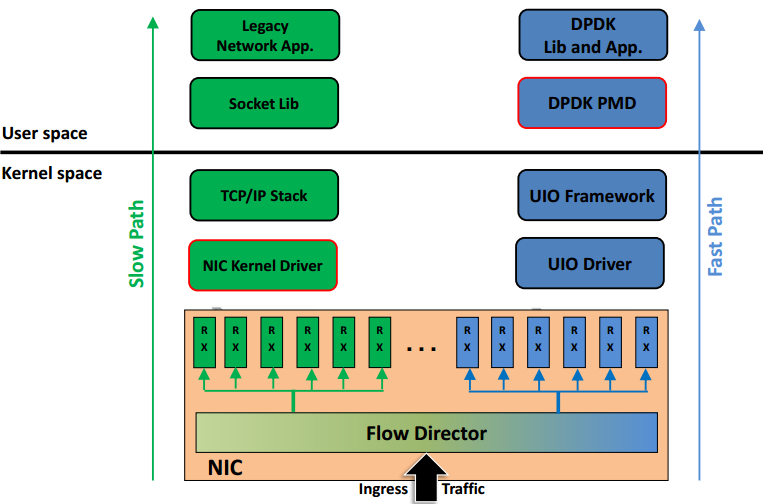 Legacy
Network App.
DPDK
Lib and App.
Socket Lib
DPDK PMD
User space
Kernel space
TCP/IP Stack
UIO Framework
Slow Path
Fast Path
NIC Kernel Driver
UIO Driver
R R R R R R ... R R R R R R
X X X X X X X X X X X X
Flow Director
NIC
Ingress Traffic